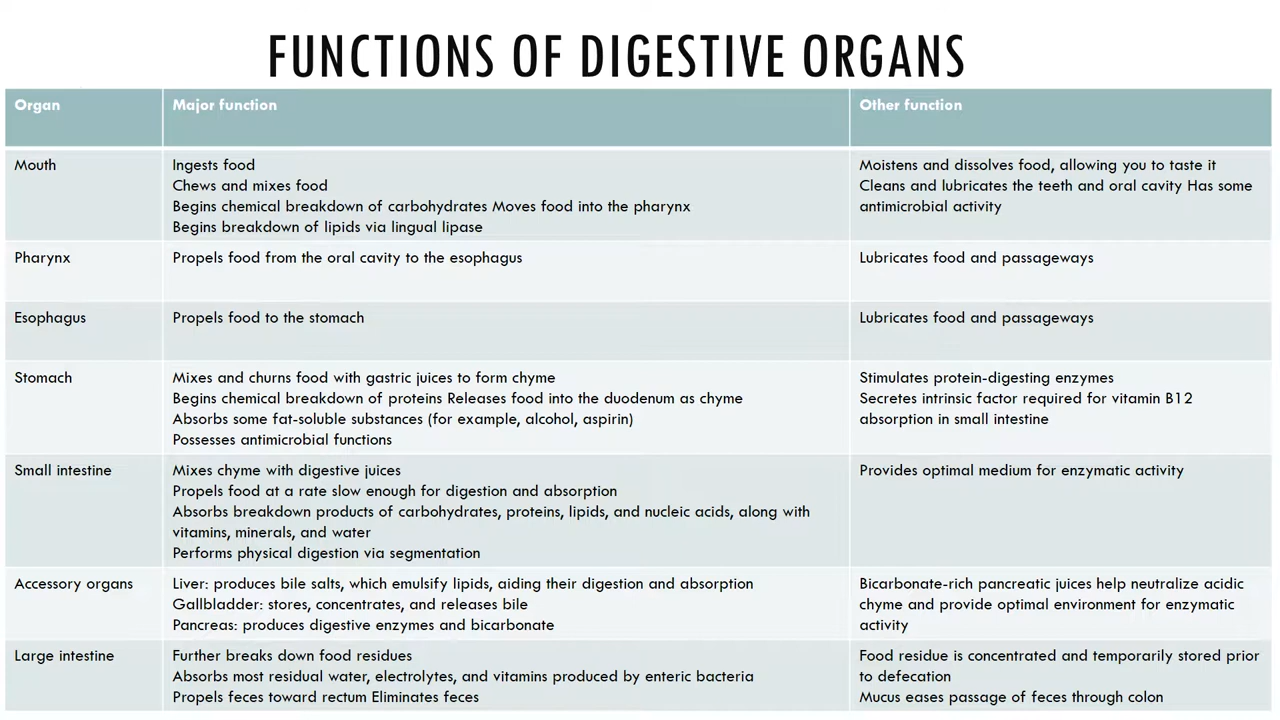 FUNCTIONS OF DIGESTIVE ORGANS
Organ
Major function
Other function
Mouth
Ingests food
Chews and mixes food
Begins chemical breakdown of carbohydrates Moves food into the pharynx
Begins breakdown of lipids via lingual lipase
Moistens and dissolves food, allowing you to taste it
Cleans and lubricates the teeth and oral cavity Has some
antimicrobial activity
Pharynx
Propels food from the oral cavity to the esophagus
Lubricates food and passageways
Esophagus
Propels food to the stomach
Lubricates food and passageways
Stomach
Mixes and churns food with gastric juices to form chyme
Begins chemical breakdown of proteins Releases food into the duodenum as chyme
Absorbs some fat-soluble substances (for example, alcohol, aspirin)
Possesses antimicrobial functions
Stimulates protein-digesting enzymes
Secretes intrinsic factor required for vitamin B12
absorption in small intestine
Small intestine
Mixes chyme with digestive juices
Propels food at a rate slow enough for digestion and absorption
Absorbs breakdown products of carbohydrates, proteins, lipids, and nucleic acids, along with
vitamins, minerals, and water
Performs physical digestion via segmentation
Provides optimal medium for enzymatic activity
Accessory organs
Liver: produces bile salts, which emulsify lipids, aiding their digestion and absorption
Gallbladder: stores, concentrates, and releases bile
Pancreas: produces digestive enzymes and bicarbonate
Bicarbonate-rich pancreatic juices help neutralize acidic
chyme and provide optimal environment for enzymatic
activity
Large intestine
Further breaks down food residues
Absorbs most residual water, electrolytes, and vitamins produced by enteric bacteria
Propels feces toward rectum Eliminates feces
Food residue is concentrated and temporarily stored prior
to defecation
Mucus eases passage of feces through colon